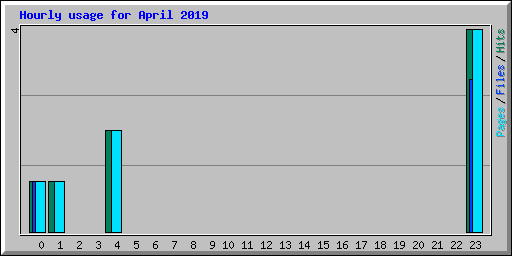 Hourly usage for April 2019
4
Pages/Files/Hits
0 1 2 3 4 5 6 7 8 9 10 11 12 13 14 15 16 17 18 19 20 21 22 23